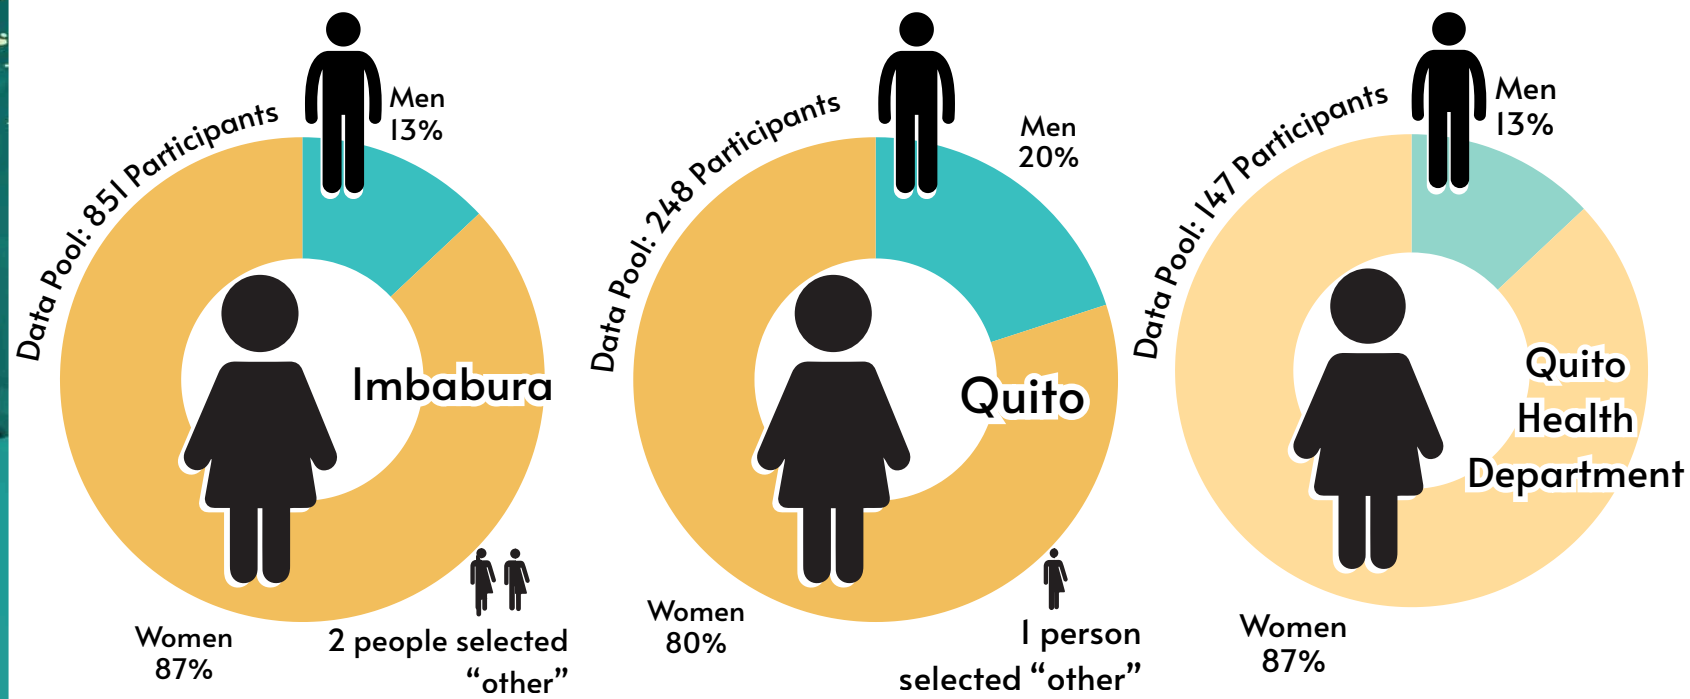 Data Pool: 851 Participants
Men
13%
Imbabura
Women
87%
2 people selected
“other”
Data Pool: 248 Participants
Men
20%
Quito
Women
80%
1 person
selected “other”
Data Pool: 147 Participants
Men
13%
Quito
Health
Department
Women
87%